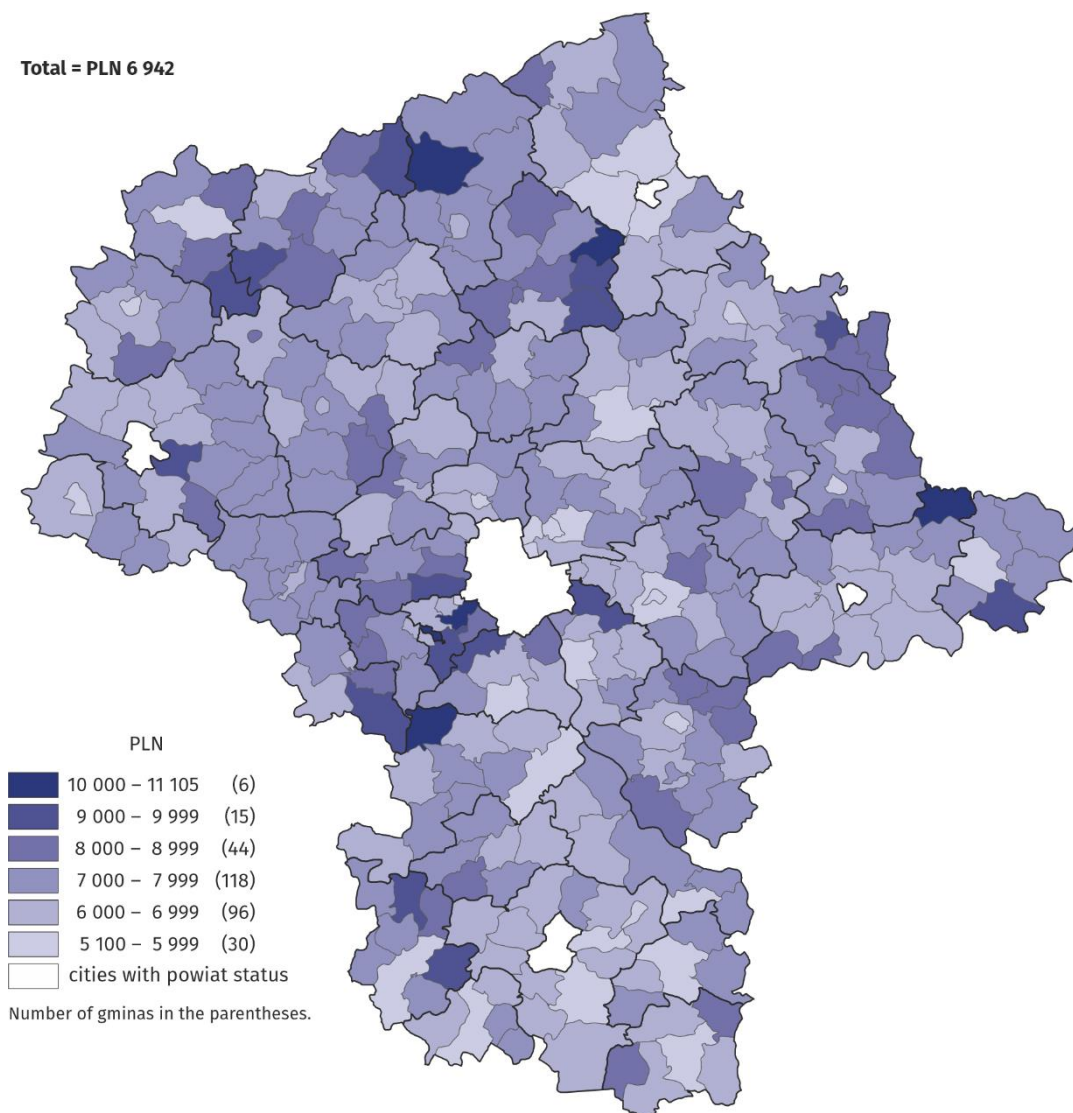 Total = PLN 6 942
PLN
10 000 – 11 105 (6)
9 000 – 9 999 (15)
8 000 – 8 999 (44)
7 000 – 7 999 (118)
6 000 – 6 999 (96)
5 100 – 5 999 (30)
cities with powiat status
Number of gminas in the parentheses.